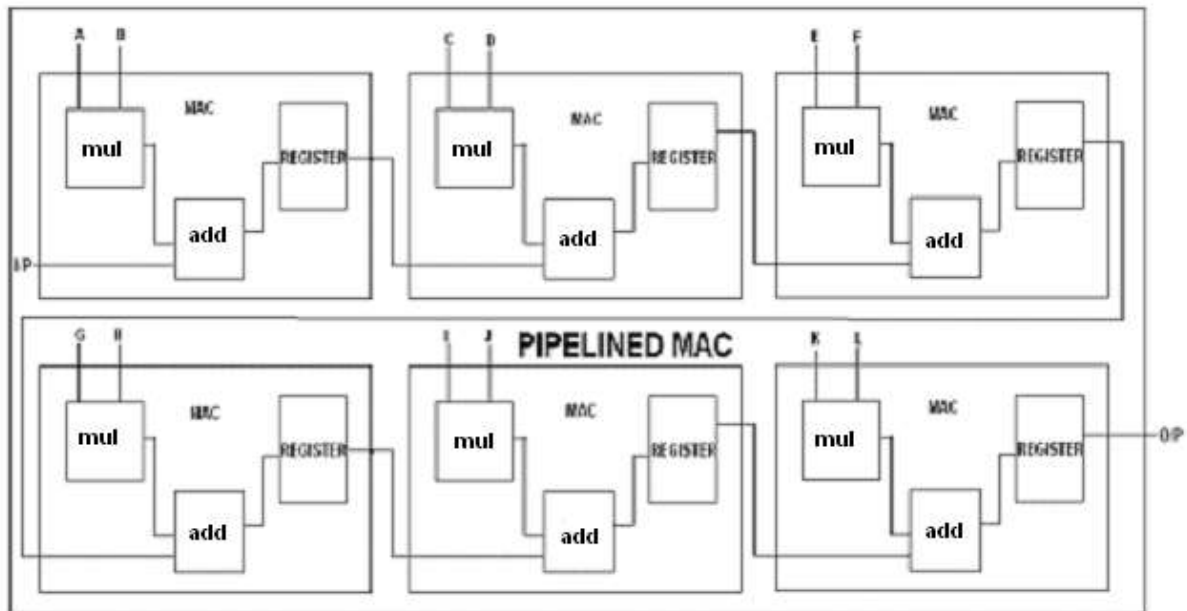 A B C D E F
MAC MAC MAC
mul REGISTER mul REGISTER mul REGISTER
add add add
I/P
G H I J K L
PIPELINED MAC
MAC MAC MAC
mul REGISTER mul REGISTER mul REGISTER
O/P
add add add